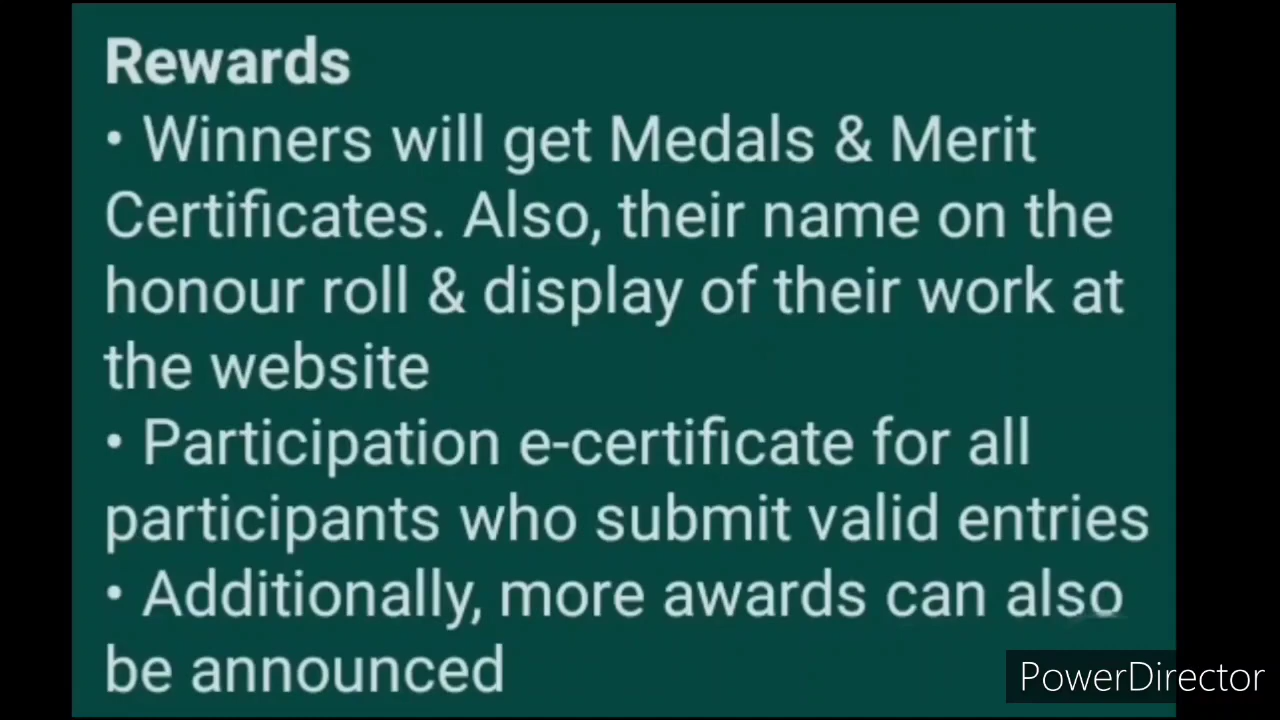 Rewards
• Winners will get Medals & Merit
Certificates. Also, their name on the
honour roll & display of their work at
the website
• Participation e-certificate for all
participants who submit valid entries
• Additionally, more awards can also
be announced
PowerDirector